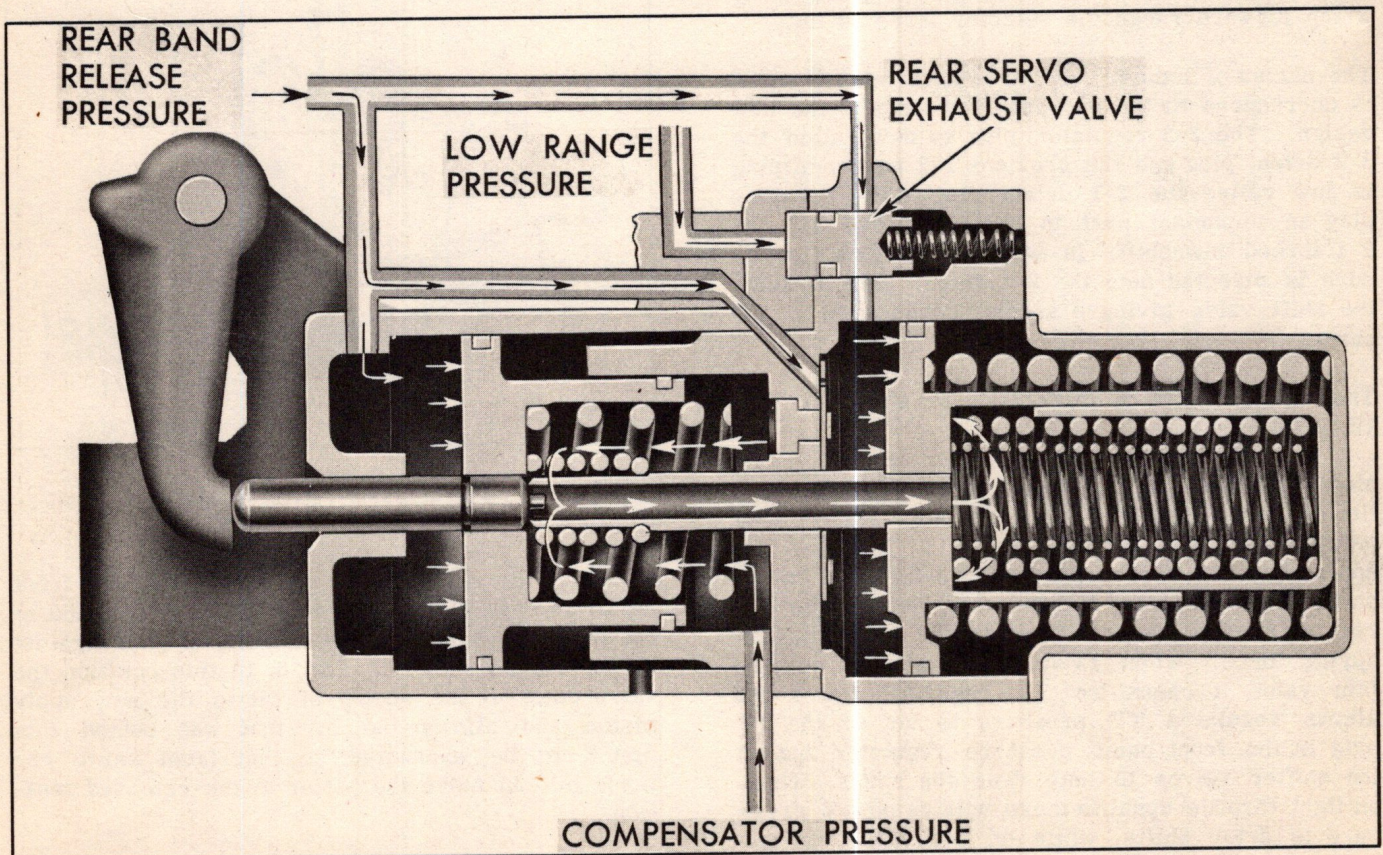 REAR BAND
RELEASE
PRESSURE
LOW RANGE
PRESSURE
REAR SERVO
EXHAUST VALVE
COMPENSATOR PRESSURE